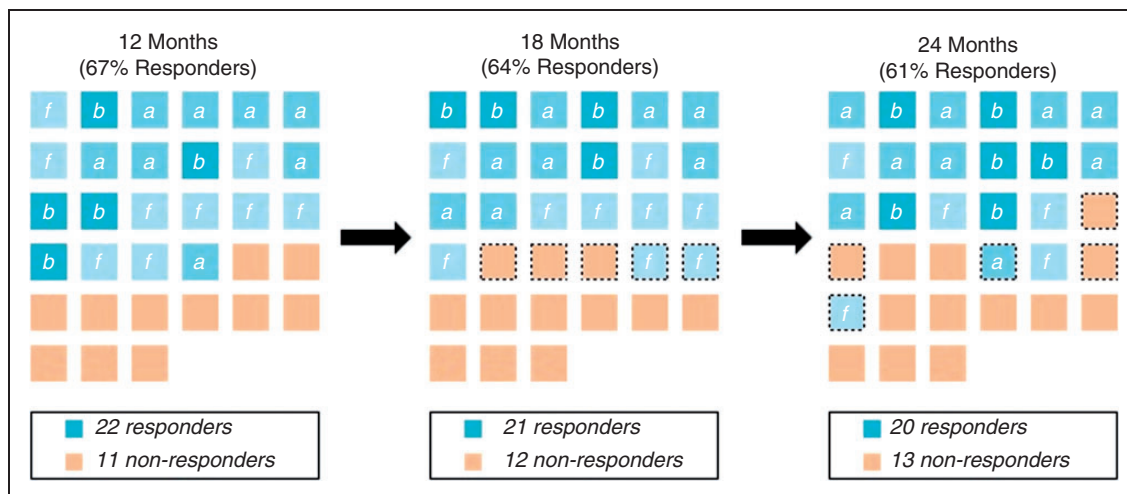 12 Months
(67% Responders)
f b a a a a
f a a b f a
b b f f f f
b f f a
22 responders
11 non-responders
18 Months
(64% Responders)
b b a b a a
f a a b f a
a a f f f f
f f f
21 responders
12 non-responders
24 Months
(61% Responders)
a b a b a a
f a a b b a
a b f b f
a f
f
20 responders
13 non-responders